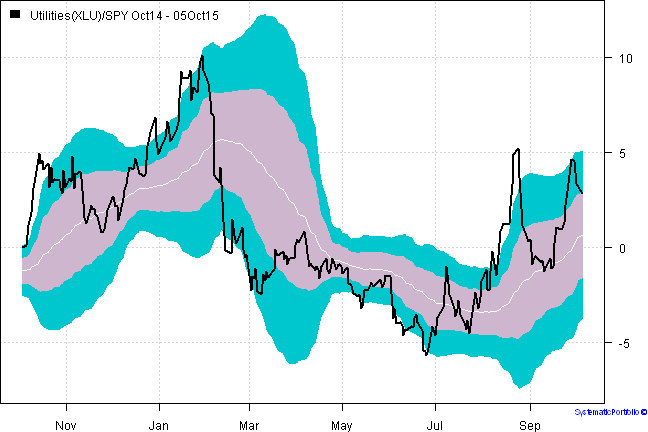 Utilities(XLU)/SPY Oct14 - 05Oct15
10
5
0
-5
Nov Jan Mar May Jul Sep
SystematicPortfolio ©